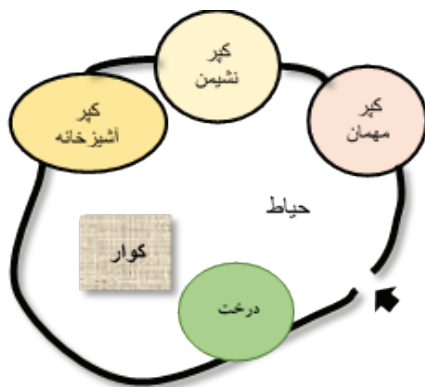 کپر
نشیمن
کپر
مهمان
کپر
آشپزخانه
حیاط
کوار
درخت